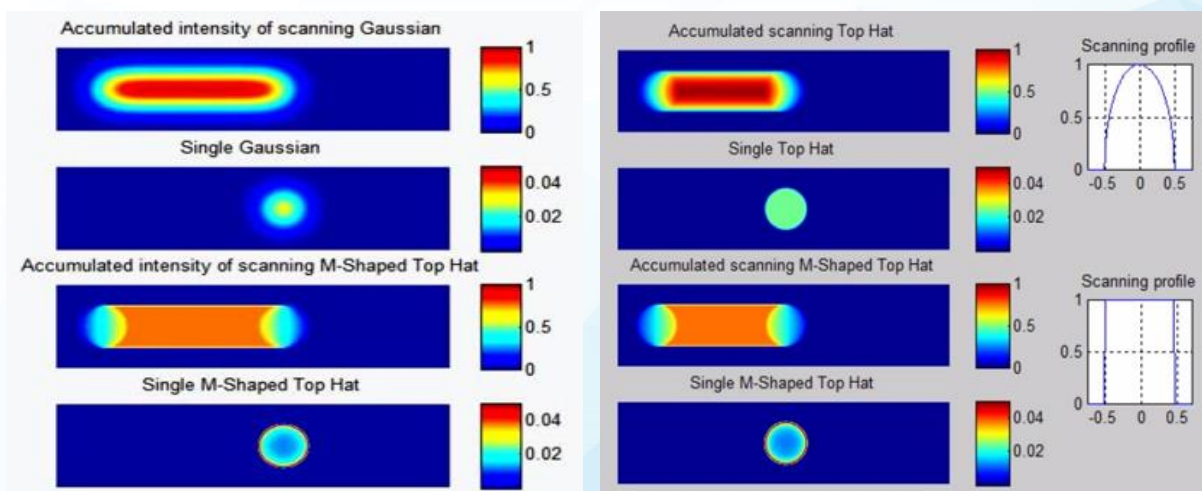 Accumulated intensity of scanning Gaussian
1
0.5
0
Single Gaussian
0.04
0.02
Accumulated intensity of scanning M-Shaped Top Hat
1
0.5
0
Single M-Shaped Top Hat
0.04
0.02
Accumulated scanning Top Hat
1
0.5
0
Single Top Hat
0.04
0.02
Accumulated scanning M-Shaped Top Hat
1
0.5
0
Single M-Shaped Top Hat
0.04
0.02
Scanning profile
1
0.5
0
-0.5 0 0.5
Scanning profile
1
0.5
0
-0.5 0 0.5